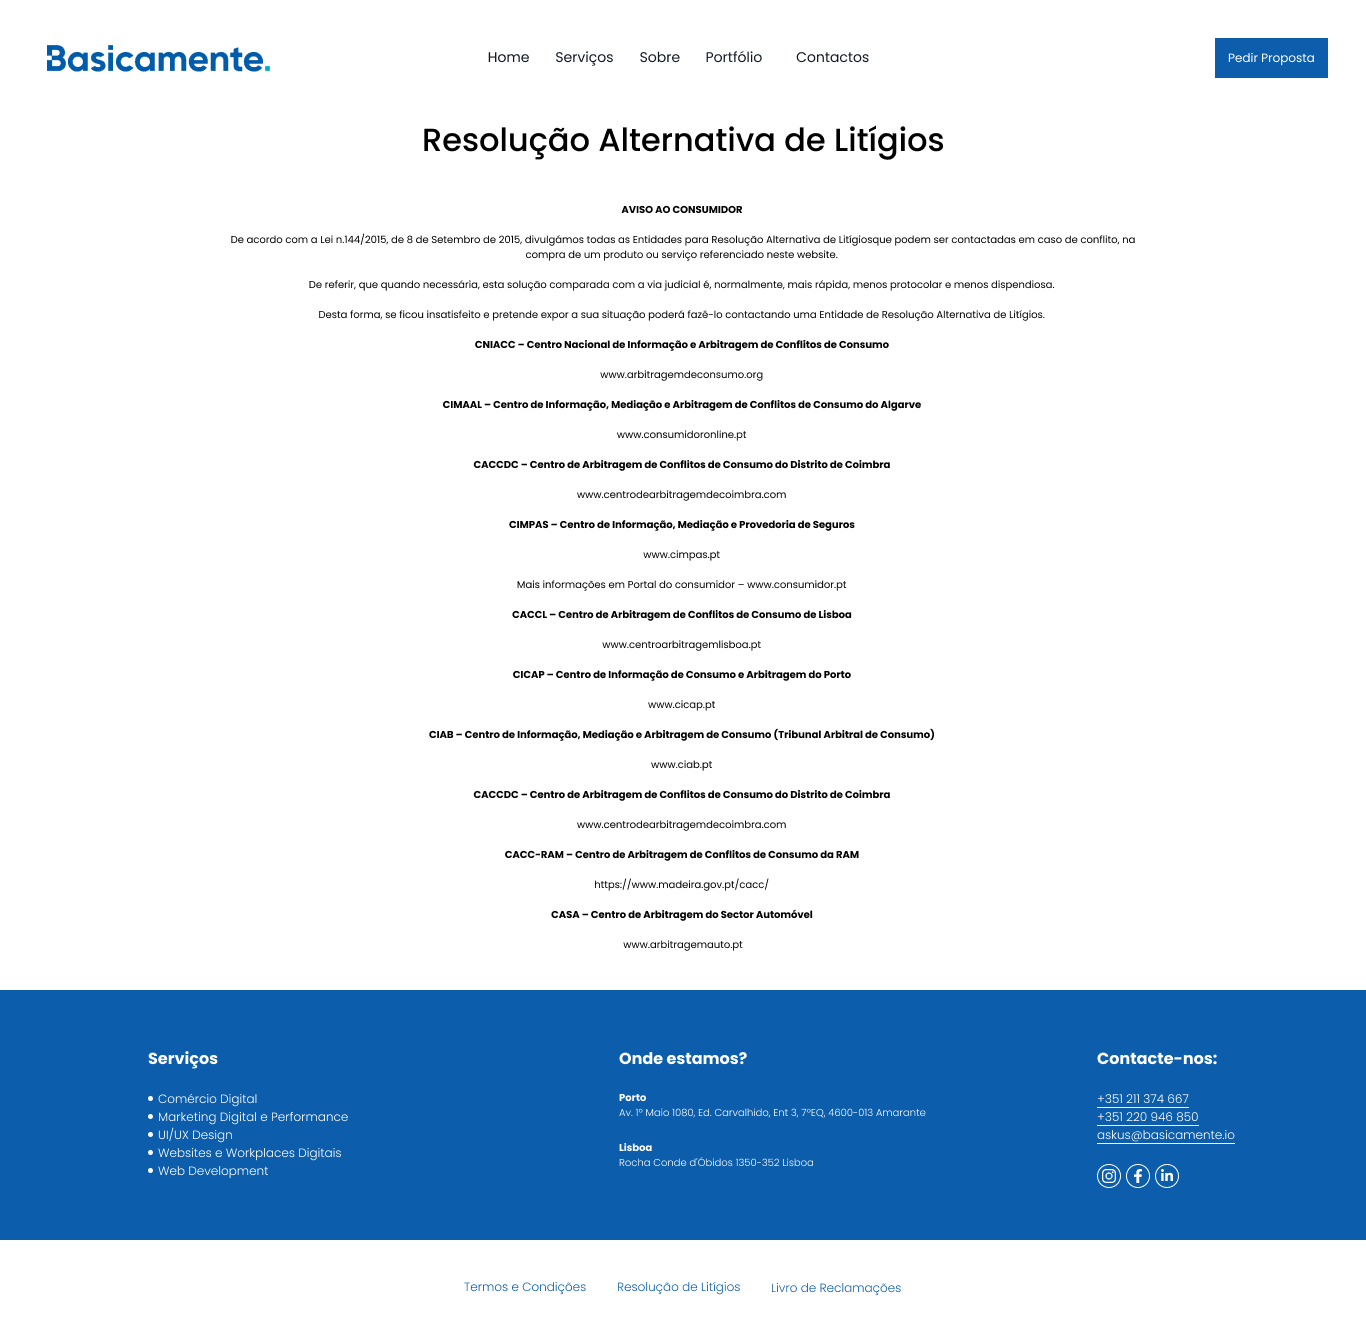 Basicamente.
Home Serviços Sobre Portfólio Contactos
Pedir Proposta
Resolução Alternativa de Litígios
AVISO AO CONSUMIDOR
De acordo com a Lei n.144/2015, de 8 de Setembro de 2015, divulgámos todas as Entidades para Resolução Alternativa de Litígiosque podem ser contactadas em caso de conflito, na
compra de um produto ou serviço referenciado neste website.
De referir, que quando necessária, esta solução comparada com a via judicial é, normalmente, mais rápida, menos protocolar e menos dispendiosa.
Desta forma, se ficou insatisfeito e pretende expor a sua situação poderá fazê-lo contactando uma Entidade de Resolução Alternativa de Litígios.
CNIACC – Centro Nacional de Informação e Arbitragem de Conflitos de Consumo
www.arbitragemdeconsumo.org
CIMAAL – Centro de Informação, Mediação e Arbitragem de Conflitos de Consumo do Algarve
www.consumidoronline.pt
CACCDC – Centro de Arbitragem de Conflitos de Consumo do Distrito de Coimbra
www.centrodearbitragemdecoimbra.com
CIMPAS – Centro de Informação, Mediação e Provedoria de Seguros
www.cimpas.pt
Mais informações em Portal do consumidor – www.consumidor.pt
CACCL – Centro de Arbitragem de Conflitos de Consumo de Lisboa
www.centroarbitragemlisboa.pt
CICAP – Centro de Informação de Consumo e Arbitragem do Porto
www.cicap.pt
CIAB – Centro de Informação, Mediação e Arbitragem de Consumo (Tribunal Arbitral de Consumo)
www.ciab.pt
CACCDC – Centro de Arbitragem de Conflitos de Consumo do Distrito de Coimbra
www.centrodearbitragemdecoimbra.com
CACC-RAM – Centro de Arbitragem de Conflitos de Consumo da RAM
https://www.madeira.gov.pt/cacc/
CASA – Centro de Arbitragem do Sector Automóvel
www.arbitragemauto.pt
Serviços
Comércio Digital
Marketing Digital e Performance
UI/UX Design
Websites e Workplaces Digitais
Web Development
Onde estamos?
Porto
Av. 1º Maio 1080, Ed. Carvalhido, Ent 3, 7ºEQ, 4600-013 Amarante
Lisboa
Rocha Conde d'Óbidos 1350-352 Lisboa
Contacte-nos:
+351 211 374 667
+351 220 946 850
askus@basicamente.io
Termos e Condições Resolução de Litígios Livro de Reclamações